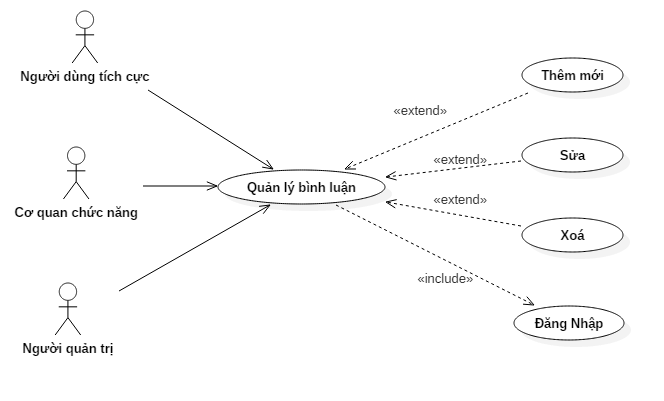 Người dùng tích cực
Cơ quan chức năng
Người quản trị
Quản lý bình luận
«extend»
«extend»
«extend»
«include»
Thêm mới
Sửa
Xoá
Đăng Nhập